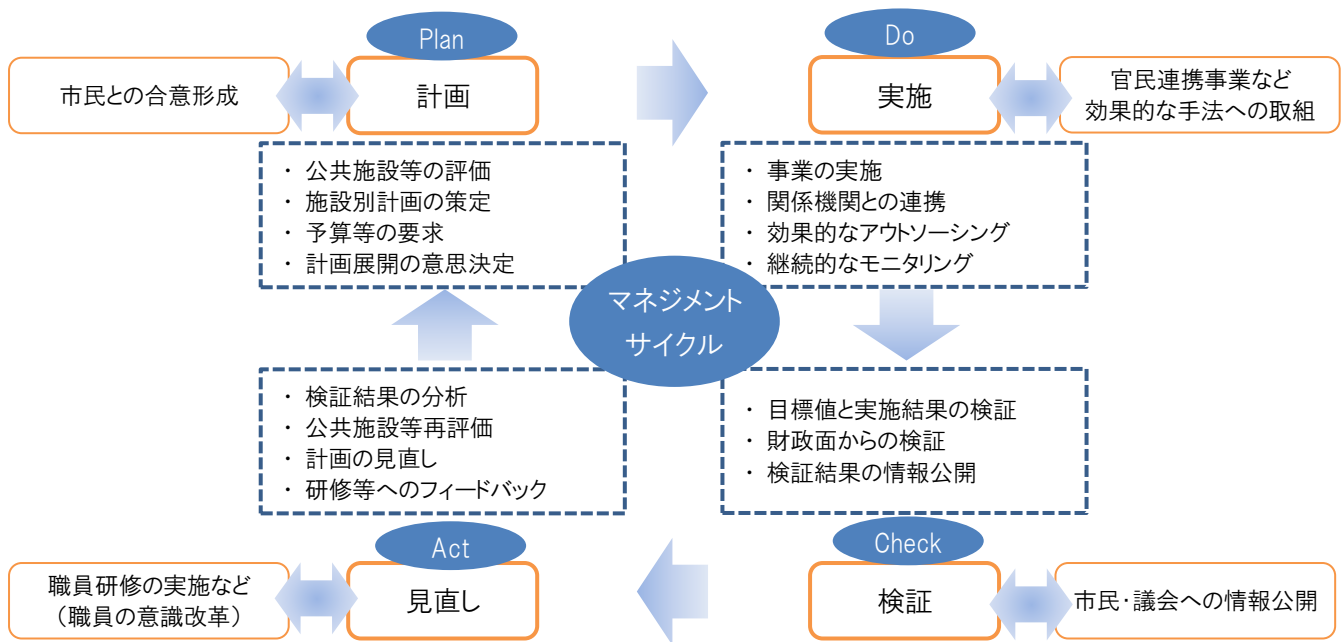 Plan
計画
市民との合意形成
・ 公共施設等の評価
・ 施設別計画の策定
・ 予算等の要求
・ 計画展開の意思決定
Do
実施
官民連携事業など
効果的な手法への取組
・ 事業の実施
・ 関係機関との連携
・ 効果的なアウトソーシング
・ 継続的なモニタリング
マネジメント
サイクル
・ 目標値と実施結果の検証
・ 財政面からの検証
・ 検証結果の情報公開
Check
検証
市民・議会への情報公開
・ 検証結果の分析
・ 公共施設等再評価
・ 計画の見直し
・ 研修等へのフィードバック
Act
見直し
職員研修の実施など
（職員の意識改革）